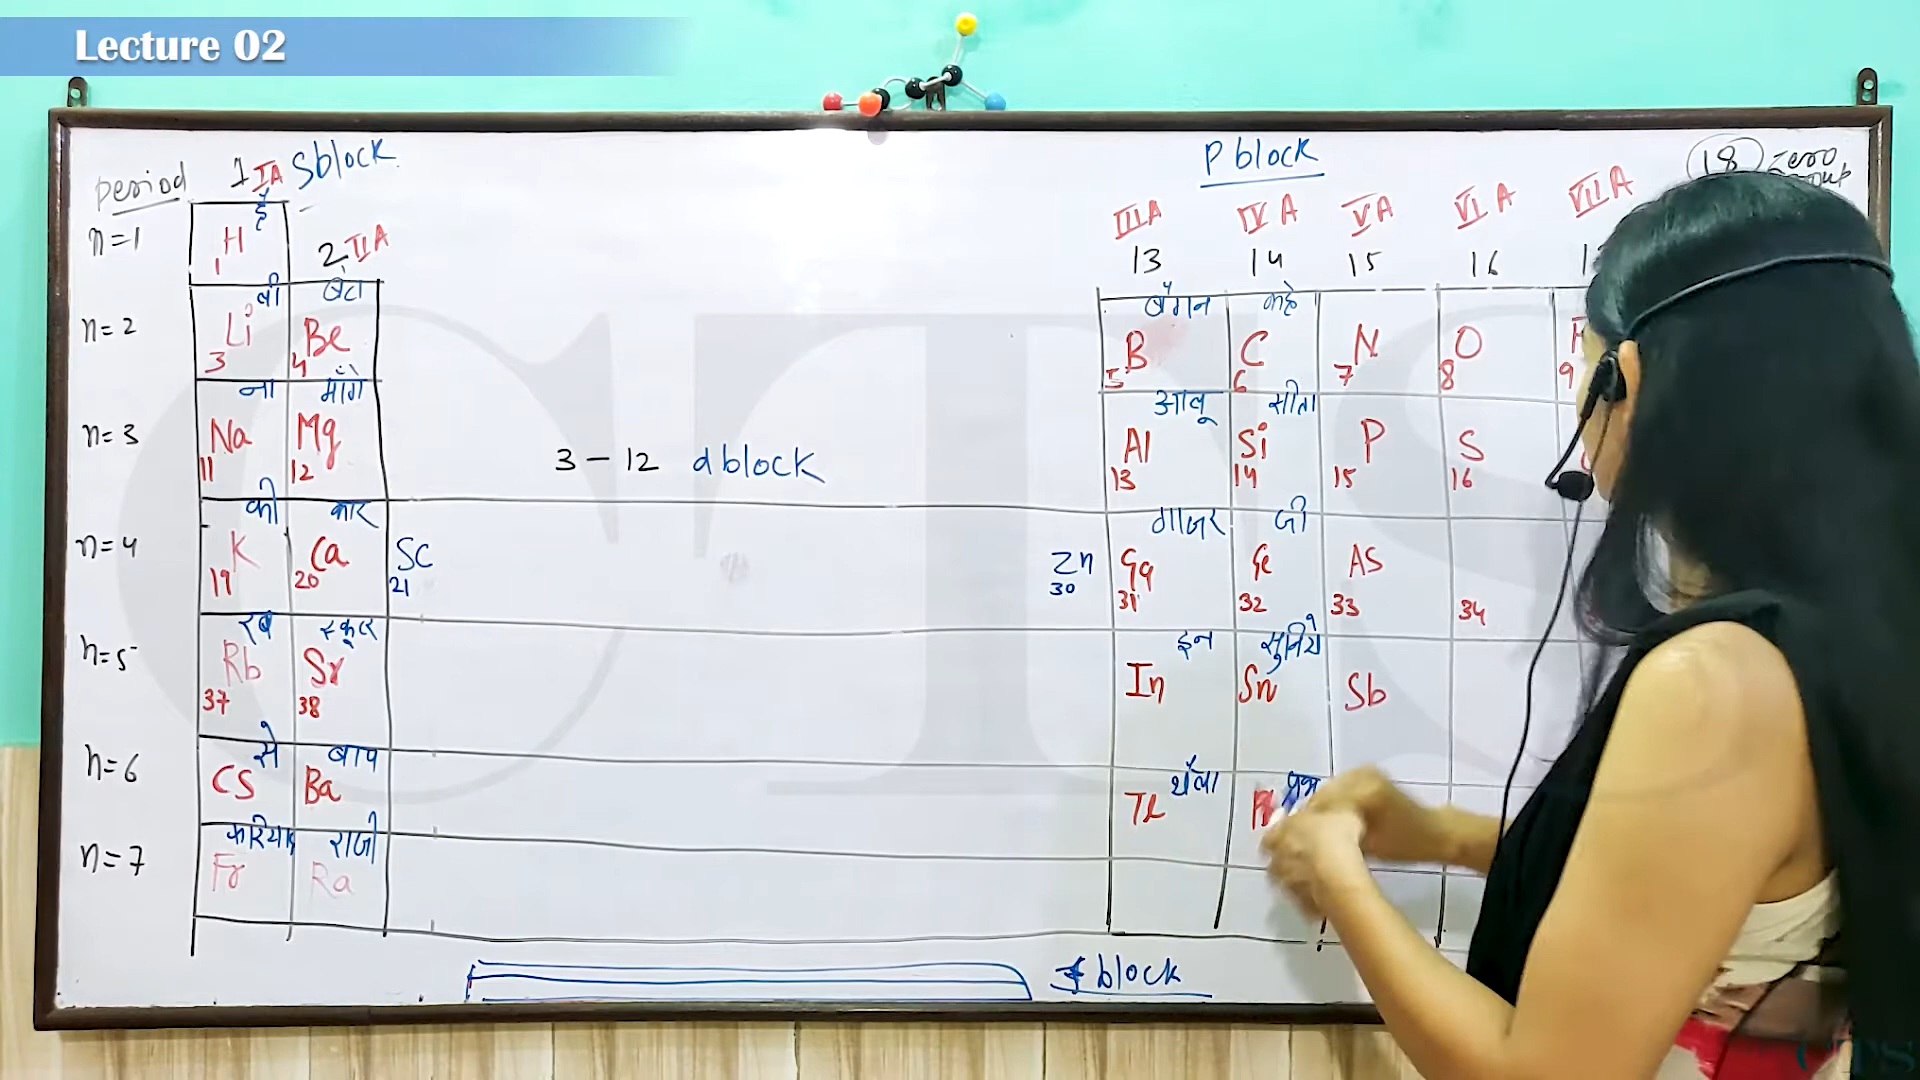 Lecture 02
period 1 IA S block P block 18 Zero
IIIA IVA VA VIA VIIA
n=1 H 1 है 2 IIA 13 14 15 16
ली बेटा बैंगन कहे
n=2 Li 3 Be 4 B 5 C 6 N 7 O 8 F 9
ना माँगे आलू सीता
n=3 Na 11 Mg 12 3 - 12 d block Al 13 Si 14 P 15 S 16
की कार गाजर जी
n=4 K 19 Ca 20 Sc 21 Zn 30 Ga 31 Ge 32 As 33 34
रब स्कूल इन सुनिये
n=5 Rb 37 Sr 38 In Sn Sb
से बाप थैला
n=6 Cs Ba Tl
फरियाद राजी
n=7 Fr Ra
f block
CTS